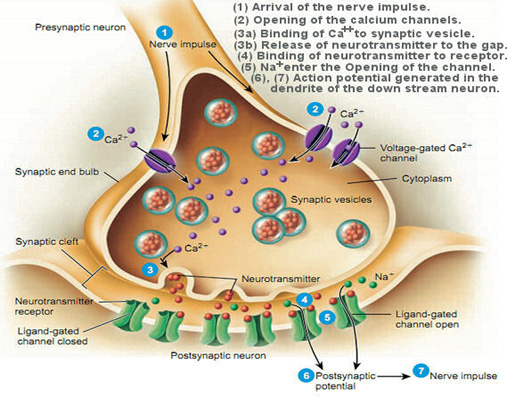 (1) Arrival of the nerve impulse.
(2) Opening of the calcium channels.
(3a) Binding of Ca++ to synaptic vesicle.
(3b) Release of neurotransmitter to the gap.
(4) Binding of neurotransmitter to receptor.
(5) Na+ enter the Opening of the channel.
(6), (7) Action potential generated in the
dendrite of the down stream neuron.
Presynaptic neuron
1
Nerve impulse
2
Ca2+
2
Ca2+
Voltage-gated Ca2+
channel
Synaptic end bulb
Cytoplasm
Synaptic vesicles
Synaptic cleft
Ca2+
3
Neurotransmitter
Na+
Neurotransmitter
receptor
4
5
Ligand-gated
channel open
Ligand-gated
channel closed
Postsynaptic neuron
6 Postsynaptic
potential
7 Nerve impulse